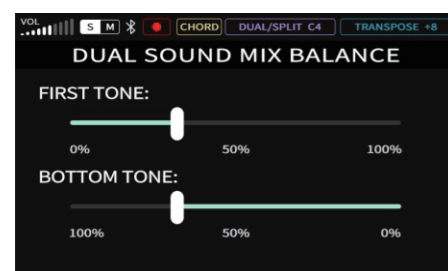 VOL S M CHORD DUAL/SPLIT C4 TRANSPOSE +8
DUAL SOUND MIX BALANCE
FIRST TONE:
0% 50% 100%
BOTTOM TONE:
100% 50% 0%